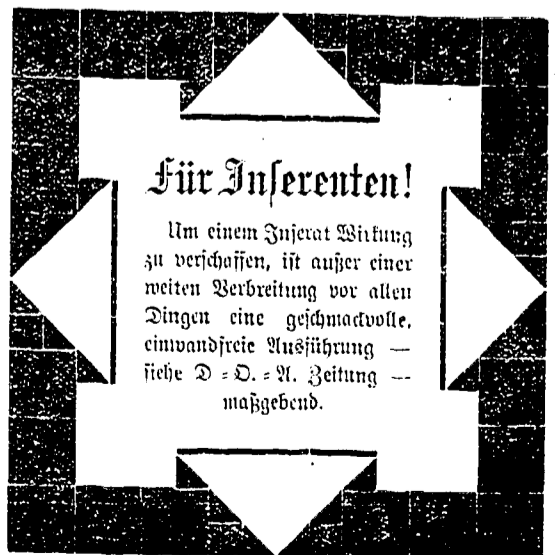 Für Inserenten!
Um einem Inserat Wirkung
zu verschaffen, ist außer einer
weiten Verbreitung vor allen
Dingen eine geschmackvolle,
einwandfreie Ausführung —
siehe D - O. - A. Zeitung —
maßgebend.